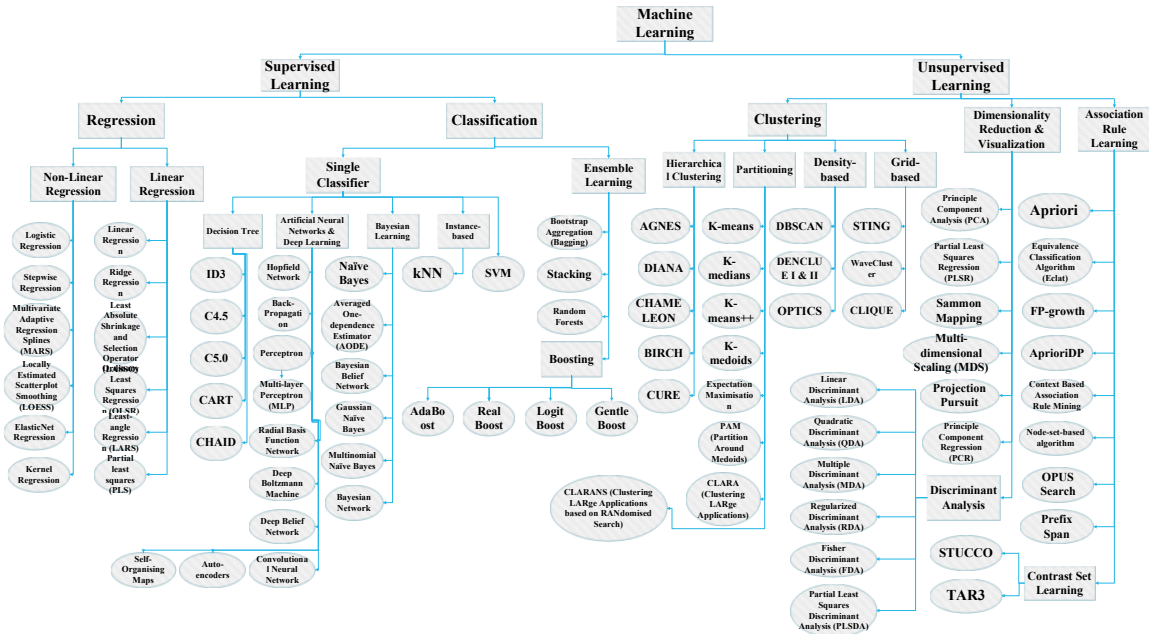 Machine
Learning
Supervised
Learning
Unsupervised
Learning
Regression
Classification
Clustering
Dimensionality
Reduction &
Visualization
Association
Rule
Learning
Non-Linear
Regression
Linear
Regression
Single
Classifier
Ensemble
Learning
Hierarchica
l Clustering
Partitioning
Density-
based
Grid-
based
Decision Tree
Artificial Neural
Networks &
Deep Learning
Bayesian
Learning
Instance-
based
Logistic
Regression
Stepwise
Regression
Multivariate
Adaptive
Regression
Splines (MARS)
Locally
Estimated
Scatterplot
Smoothing
(LOESS)
ElasticNet
Regression
Kernel
Regression
Linear
Regressio
n
Ridge
Regressio
n
Least
Absolute
Shrinkage
and
Selection
Operator
Least
Squares
Regressio
n (OLSR)
Least-
angle
Regressio
n (LARS)
Partial
least
squares (PLS)
ID3
C4.5
C5.0
CART
CHAID
Hopfield
Network
Back-
Propagation
Perceptron
Multi-layer
Perceptron
(MLP)
Radial Basis
Function
Network
Deep
Boltzmann
Machine
Deep Belief
Network
Self-
Organising
Maps
Auto-
encoders
Convolutiona
l Neural
Network
Naïve
Bayes
Averaged
One-
dependence
Estimator
(AODE)
Bayesian
Belief
Network
Gaussian
Naïve Bayes
Multinomial
Naïve Bayes
Bayesian
Network
kNN
SVM
Bootstrap
Aggregation
(Bagging)
Stacking
Random
Forests
Boosting
AdaBo
ost
Real
Boost
Logit
Boost
Gentle
Boost
AGNES
DIANA
CHAME
LEON
BIRCH
CURE
K-means
K-
medians
K-
means++
K-
medoids
Expectation
Maximisatio
n
PAM
(Partition
Around
Medoids)
CLARA
(Clustering
LARge
Applications)
CLARANS (Clustering
LARge Applications
based on RANdomised
Search)
DBSCAN
DENCLU
E I & II
OPTICS
STING
WaveClust
er
CLIQUE
Principle
Component
Analysis (PCA)
Partial Least
Squares
Regression
(PLSR)
Sammon
Mapping
Multi-
dimensional
Scaling (MDS)
Projection
Pursuit
Principle
Component
Regression
(PCR)
Discriminant
Analysis
Linear
Discriminant
Analysis (LDA)
Quadratic
Discriminant
Analysis (QDA)
Multiple
Discriminant
Analysis (MDA)
Regularized
Discriminant
Analysis (RDA)
Fisher
Discriminant
Analysis (FDA)
Partial Least
Squares
Discriminant
Analysis (PLSDA)
Apriori
Equivalence
Classification
Algorithm
(Eclat)
FP-growth
AprioriDP
Context Based
Association
Rule Mining
Node-set-based
algorithm
OPUS
Search
Prefix
Span
Contrast Set
Learning
STUCCO
TAR3